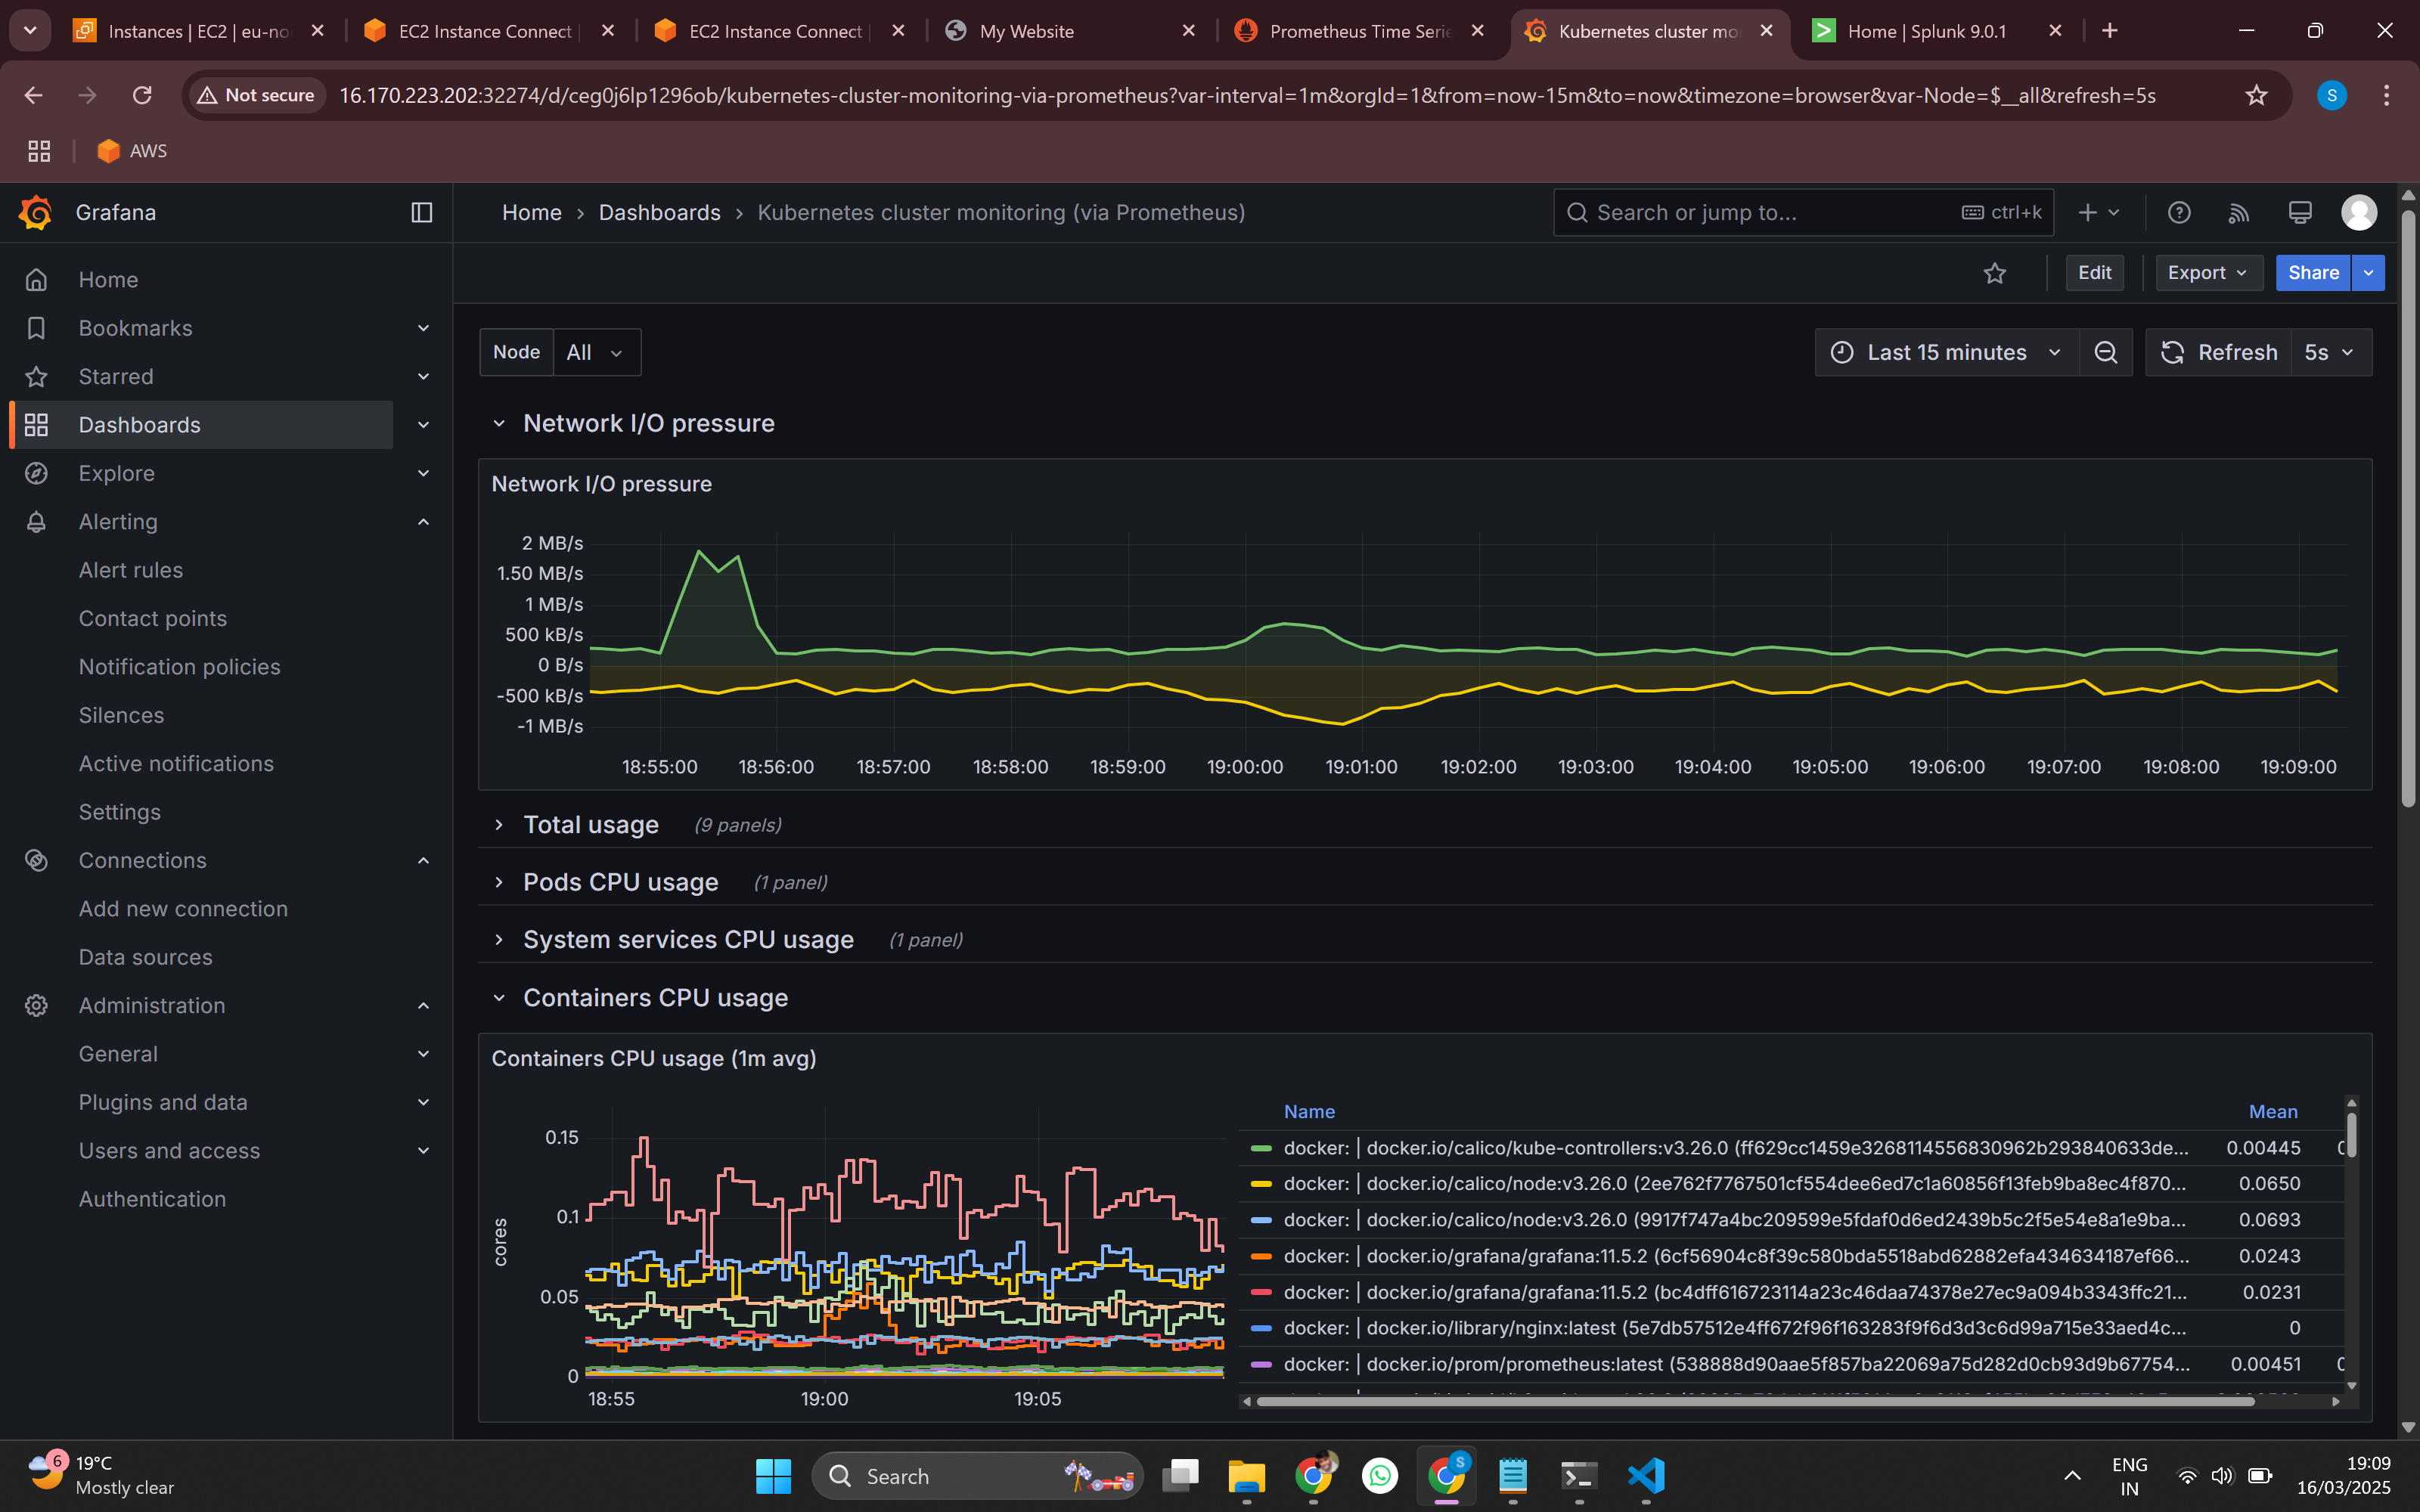 Instances | EC2 | eu-no
EC2 Instance Connect |
EC2 Instance Connect |
My Website
Prometheus Time Serie
Kubernetes cluster mo
Home | Splunk 9.0.1
Not secure
16.170.223.202:32274/d/ceg0j6lp1296ob/kubernetes-cluster-monitoring-via-prometheus?var-interval=1m&orgId=1&from=now-15m&to=now&timezone=browser&var-Node=$__all&refresh=5s
S
AWS
Grafana
Home › Dashboards › Kubernetes cluster monitoring (via Prometheus)
Search or jump to...
ctrl+k
Edit
Export
Share
Home
Bookmarks
Starred
Dashboards
Explore
Alerting
Alert rules
Contact points
Notification policies
Silences
Active notifications
Settings
Connections
Add new connection
Data sources
Administration
General
Plugins and data
Users and access
Authentication
Node
All
Last 15 minutes
Refresh
5s
Network I/O pressure
Network I/O pressure
2 MB/s
1.50 MB/s
1 MB/s
500 kB/s
0 B/s
-500 kB/s
-1 MB/s
18:55:00 18:56:00 18:57:00 18:58:00 18:59:00 19:00:00 19:01:00 19:02:00 19:03:00 19:04:00 19:05:00 19:06:00 19:07:00 19:08:00 19:09:00
Total usage (9 panels)
Pods CPU usage (1 panel)
System services CPU usage (1 panel)
Containers CPU usage
Containers CPU usage (1m avg)
cores
0.15
0.1
0.05
0
18:55 19:00 19:05
Name Mean
docker: | docker.io/calico/kube-controllers:v3.26.0 (ff629cc1459e3268114556830962b293840633de... 0.00445
docker: | docker.io/calico/node:v3.26.0 (2ee762f7767501cf554dee6ed7c1a60856f13feb9ba8ec4f870... 0.0650
docker: | docker.io/calico/node:v3.26.0 (9917f747a4bc209599e5fdaf0d6ed2439b5c2f5e54e8a1e9ba... 0.0693
docker: | docker.io/grafana/grafana:11.5.2 (6cf56904c8f39c580bda5518abd62882efa434634187ef66... 0.0243
docker: | docker.io/grafana/grafana:11.5.2 (bc4dff616723114a23c46daa74378e27ec9a094b3343ffc21... 0.0231
docker: | docker.io/library/nginx:latest (5e7db57512e4ff672f96f163283f9f6d3d3c6d99a715e33aed4c... 0
docker: | docker.io/prom/prometheus:latest (538888d90aae5f857ba22069a75d282d0cb93d9b67754... 0.00451
6
19°C
Mostly clear
Search
S
ENG
IN
19:09
16/03/2025